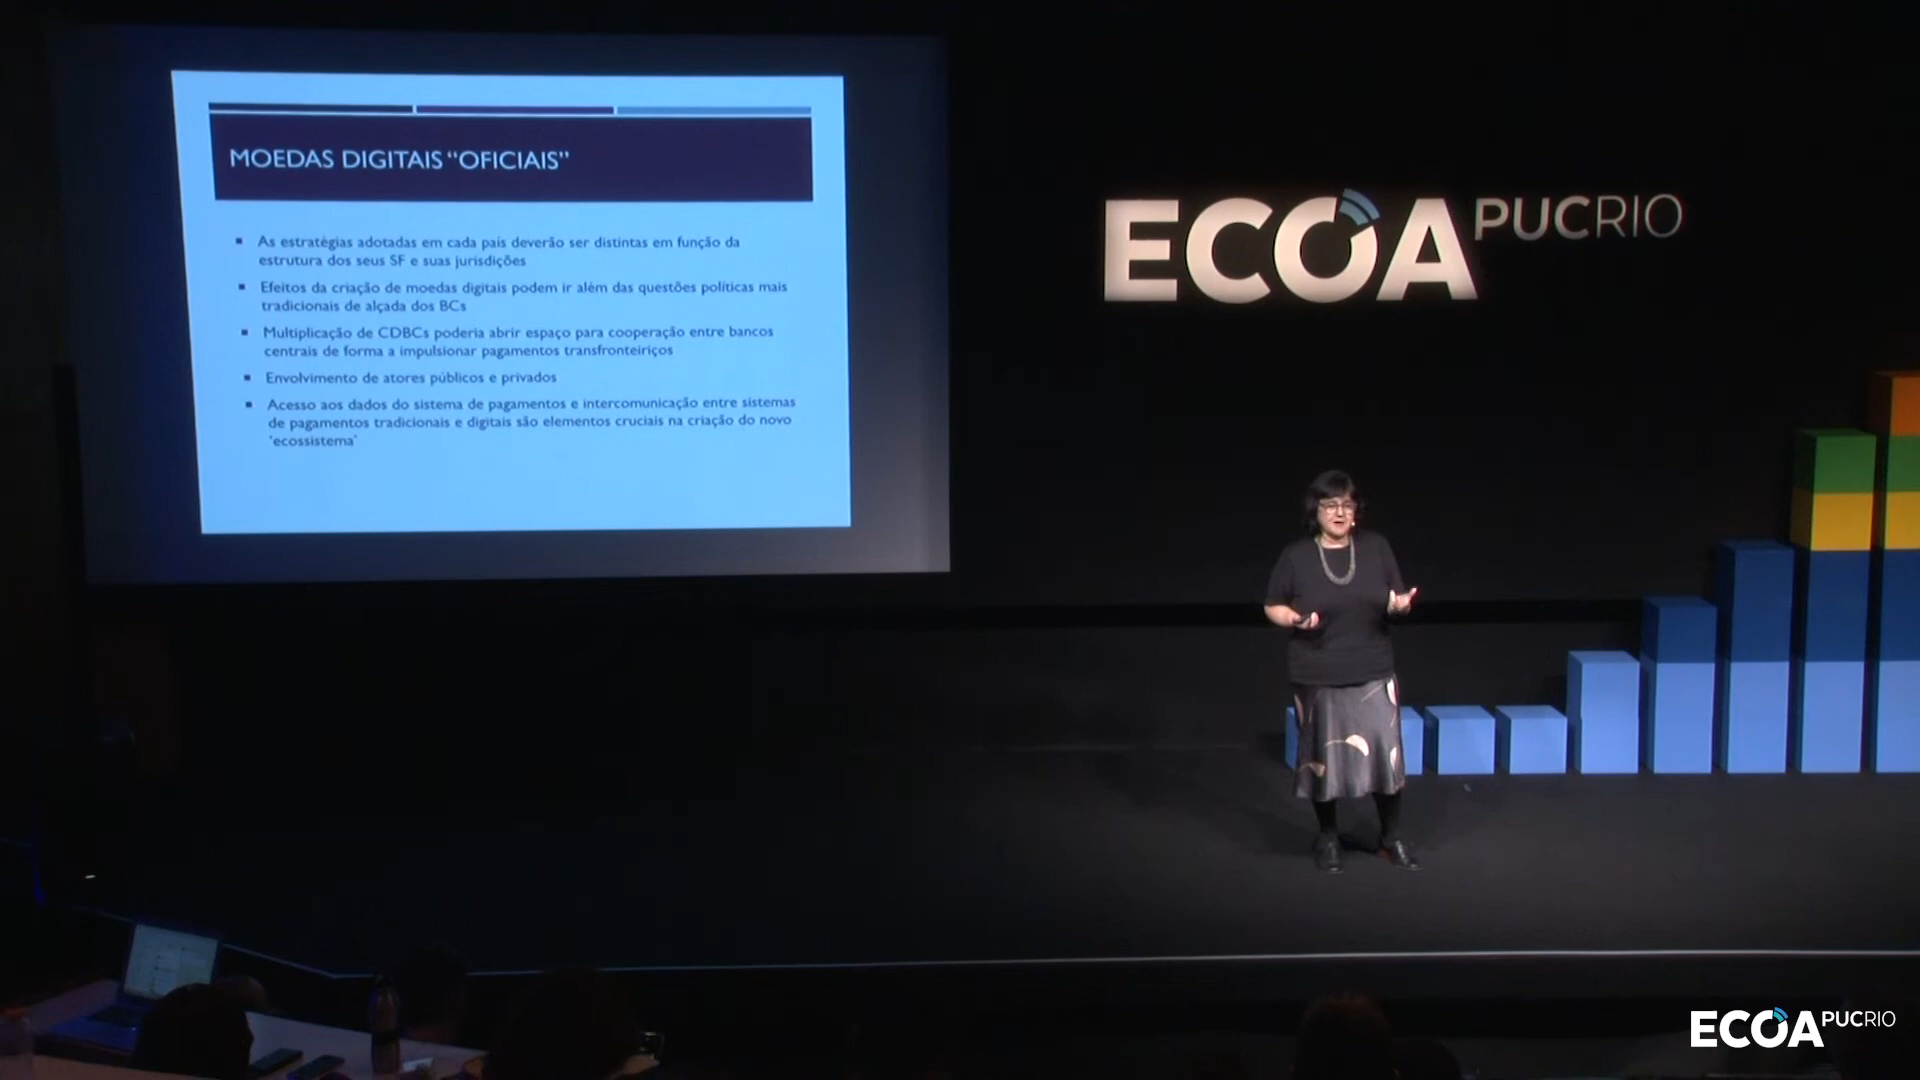 MOEDAS DIGITAIS “OFICIAIS”
As estratégias adotadas em cada país deverão ser distintas em função da
estrutura dos seus SF e suas jurisdições
Efeitos da criação de moedas digitais podem ir além das questões políticas mais
tradicionais de alçada dos BCs
Multiplicação de CDBCs poderia abrir espaço para cooperação entre bancos
centrais de forma a impulsionar pagamentos transfronteiriços
Envolvimento de atores públicos e privados
Acesso aos dados do sistema de pagamentos e intercomunicação entre sistemas
de pagamentos tradicionais e digitais são elementos cruciais na criação do novo
‘ecossistema’
ECOA PUCRIO
ECOA PUCRIO